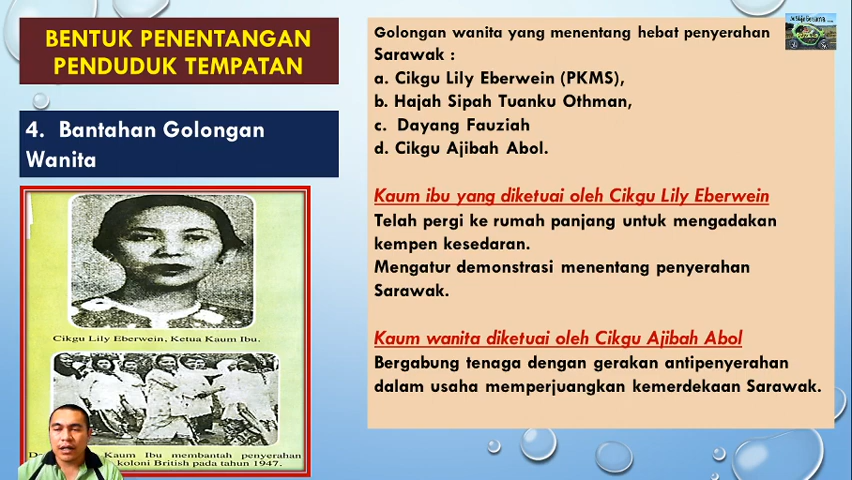 BENTUK PENENTANGAN
PENDUDUK TEMPATAN
4. Bantahan Golongan
Wanita
Cikgu Lily Eberwein, Ketua Kaum Ibu.
Kaum Ibu membantah penyerahan
koloni British pada tahun 1947.
Golongan wanita yang menentang hebat penyerahan
Sarawak :
a. Cikgu Lily Eberwein (PKMS),
b. Hajah Sipah Tuanku Othman,
c. Dayang Fauziah
d. Cikgu Ajibah Abol.
Kaum ibu yang diketuai oleh Cikgu Lily Eberwein
Telah pergi ke rumah panjang untuk mengadakan
kempen kesedaran.
Mengatur demonstrasi menentang penyerahan
Sarawak.
Kaum wanita diketuai oleh Cikgu Ajibah Abol
Bergabung tenaga dengan gerakan antipenyerahan
dalam usaha memperjuangkan kemerdekaan Sarawak.